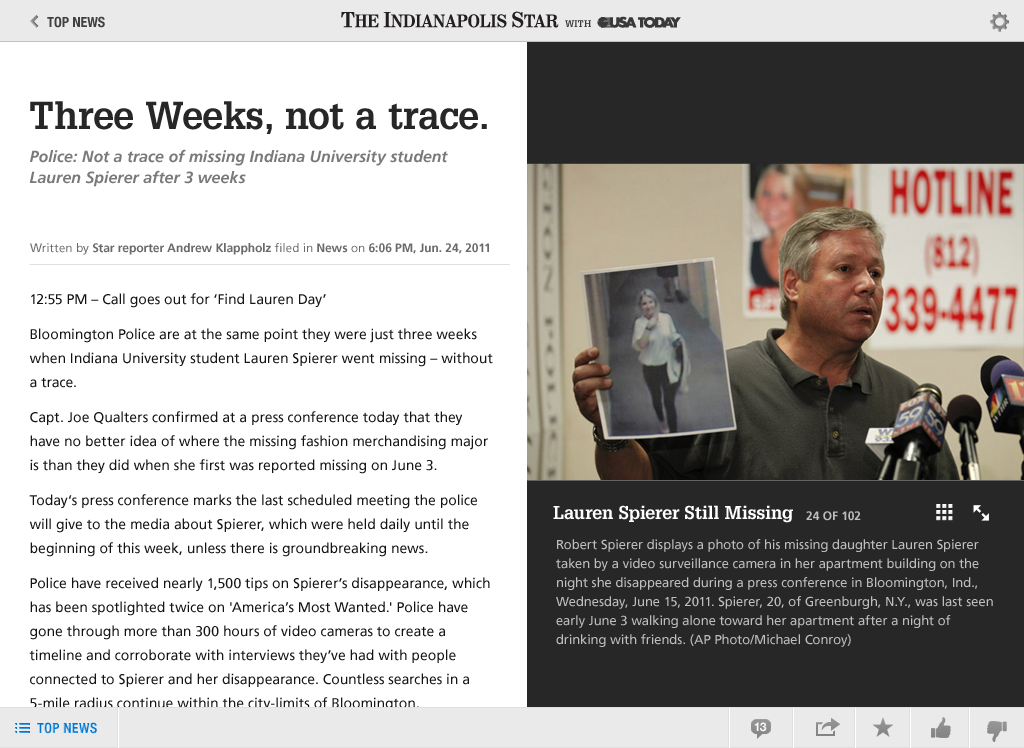 TOP NEWS
THE INDIANAPOLIS STAR WITH USA TODAY
Three Weeks, not a trace.
Police: Not a trace of missing Indiana University student
Lauren Spierer after 3 weeks
Written by Star reporter Andrew Klappholz filed in News on 6:06 PM, Jun. 24, 2011
12:55 PM – Call goes out for ‘Find Lauren Day’
Bloomington Police are at the same point they were just three weeks
when Indiana University student Lauren Spierer went missing – without
a trace.
Capt. Joe Qualters confirmed at a press conference today that they
have no better idea of where the missing fashion merchandising major
is than they did when she first was reported missing on June 3.
Today’s press conference marks the last scheduled meeting the police
will give to the media about Spierer, which were held daily until the
beginning of this week, unless there is groundbreaking news.
Police have received nearly 1,500 tips on Spierer’s disappearance, which
has been spotlighted twice on 'America’s Most Wanted.' Police have
gone through more than 300 hours of video cameras to create a
timeline and corroborate with interviews they’ve had with people
connected to Spierer and her disappearance. Countless searches in a
5-mile radius continue within the city-limits of Bloomington.
HOTLINE
(812)
339-4477
FOX
59
59
Lauren Spierer Still Missing 24 OF 102
Robert Spierer displays a photo of his missing daughter Lauren Spierer
taken by a video surveillance camera in her apartment building on the
night she disappeared during a press conference in Bloomington, Ind.,
Wednesday, June 15, 2011. Spierer, 20, of Greenburgh, N.Y., was last seen
early June 3 walking alone toward her apartment after a night of
drinking with friends. (AP Photo/Michael Conroy)
TOP NEWS
13